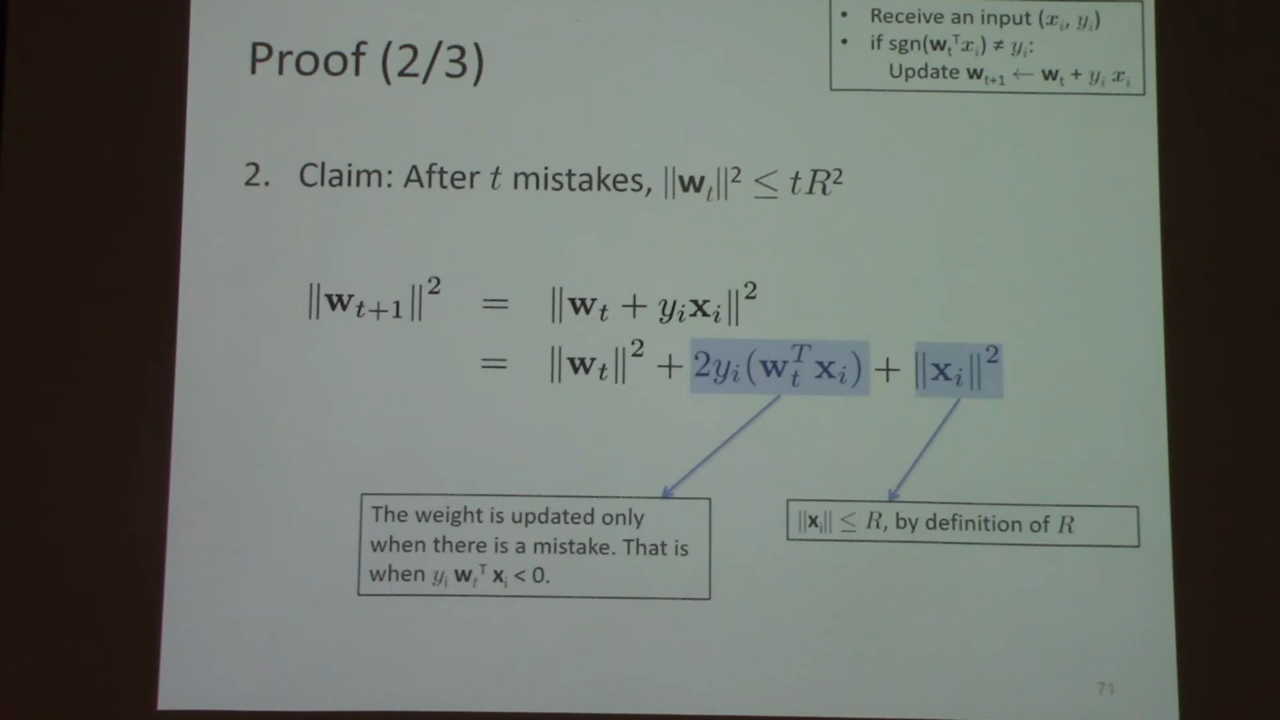 Proof (2/3)
• Receive an input (xᵢ, yᵢ)
• if sgn(wₜᵀxᵢ) ≠ yᵢ:
Update wₜ₊₁ ← wₜ + yᵢ xᵢ
2. Claim: After t mistakes, ||wₜ||² ≤ tR²
‖wₜ₊₁‖² = ‖wₜ + yᵢxᵢ‖²
= ‖wₜ‖² + 2yᵢ(wₜᵀxᵢ) + ‖xᵢ‖²
The weight is updated only
when there is a mistake. That is
when yᵢ wₜᵀ xᵢ < 0.
||xᵢ|| ≤ R, by definition of R
71